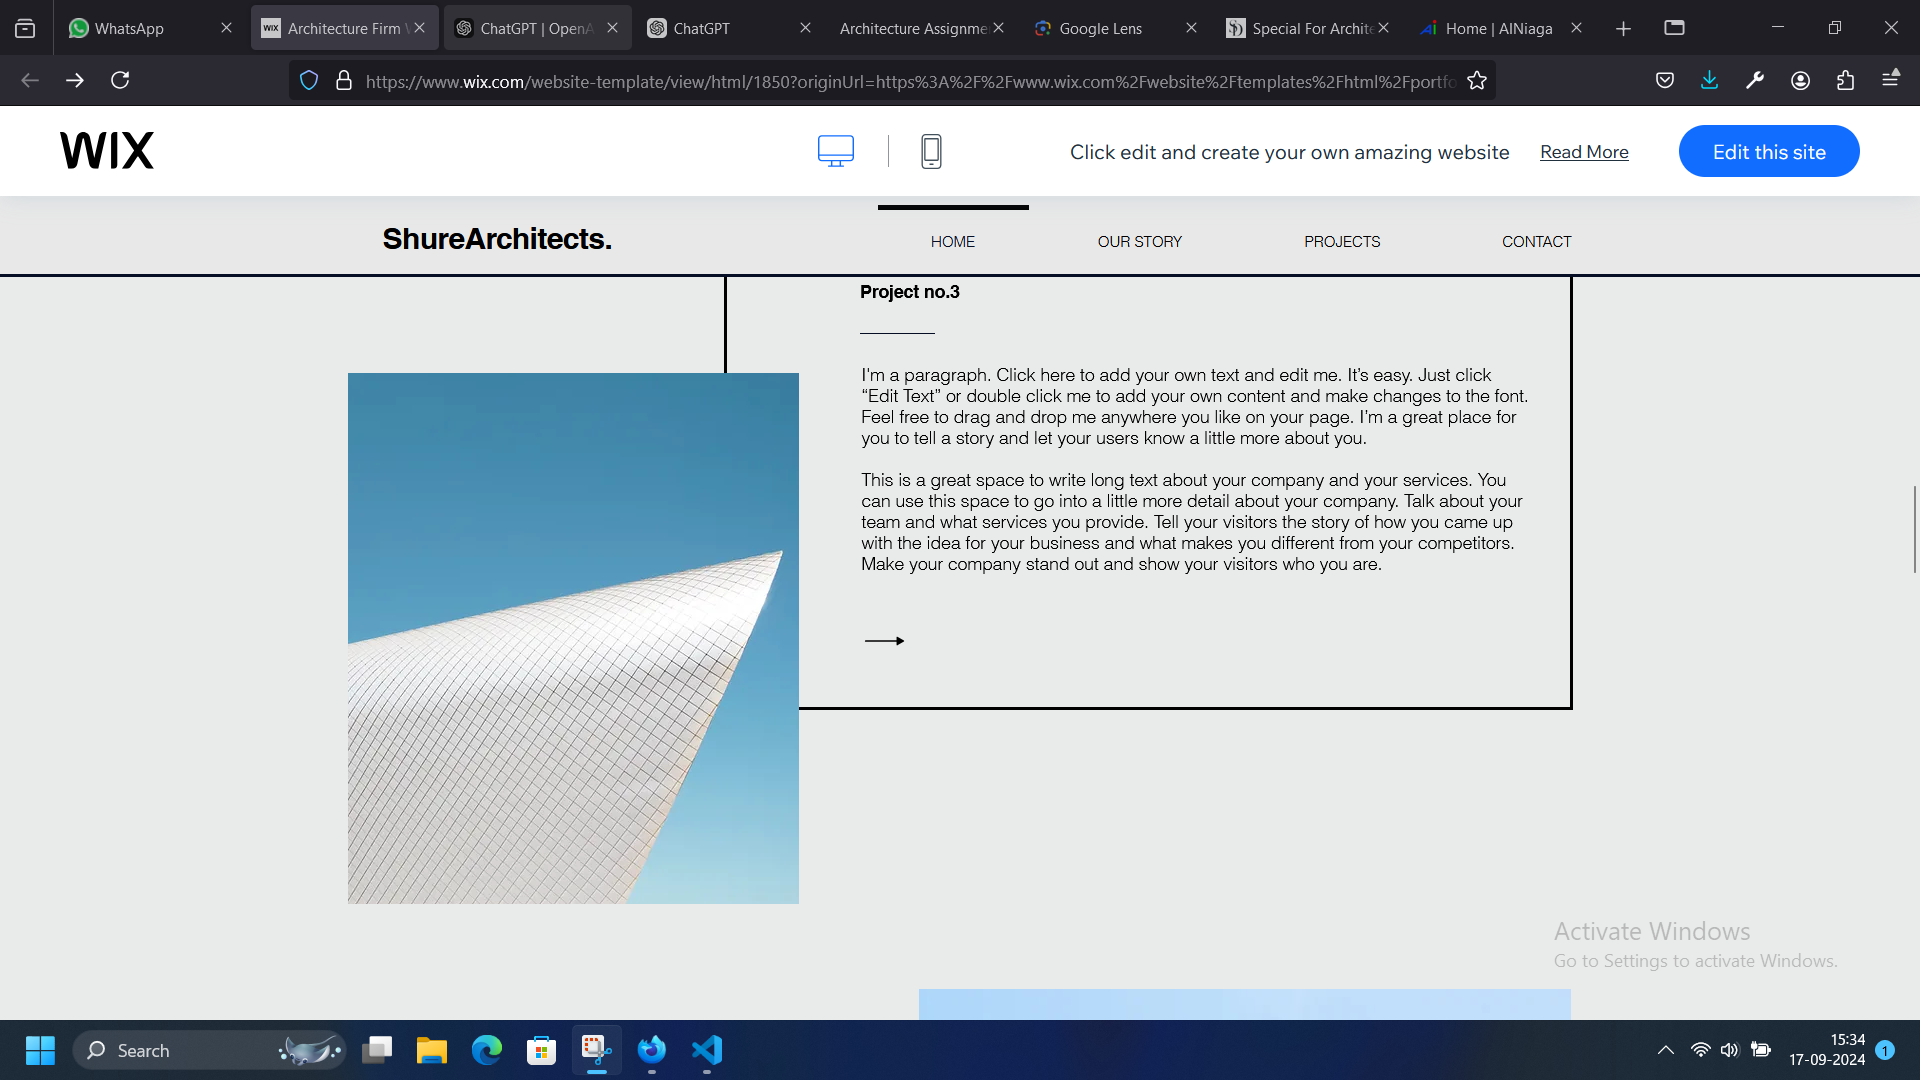 WhatsApp
WIX Architecture Firm W
ChatGPT | OpenA
ChatGPT
Architecture Assignme
Google Lens
Special For Archite
Home | AINiaga
https://www.wix.com/website-template/view/html/1850?originUrl=https%3A%2F%2Fwww.wix.com%2Fwebsite%2Ftemplates%2Fhtml%2Fportfo
WIX
Click edit and create your own amazing website
Read More
Edit this site
ShureArchitects.
HOME
OUR STORY
PROJECTS
CONTACT
Project no.3
I'm a paragraph. Click here to add your own text and edit me. It’s easy. Just click
“Edit Text” or double click me to add your own content and make changes to the font.
Feel free to drag and drop me anywhere you like on your page. I’m a great place for
you to tell a story and let your users know a little more about you.
This is a great space to write long text about your company and your services. You
can use this space to go into a little more detail about your company. Talk about your
team and what services you provide. Tell your visitors the story of how you came up
with the idea for your business and what makes you different from your competitors.
Make your company stand out and show your visitors who you are.
Activate Windows
Go to Settings to activate Windows.
Search
15:34
17-09-2024
1